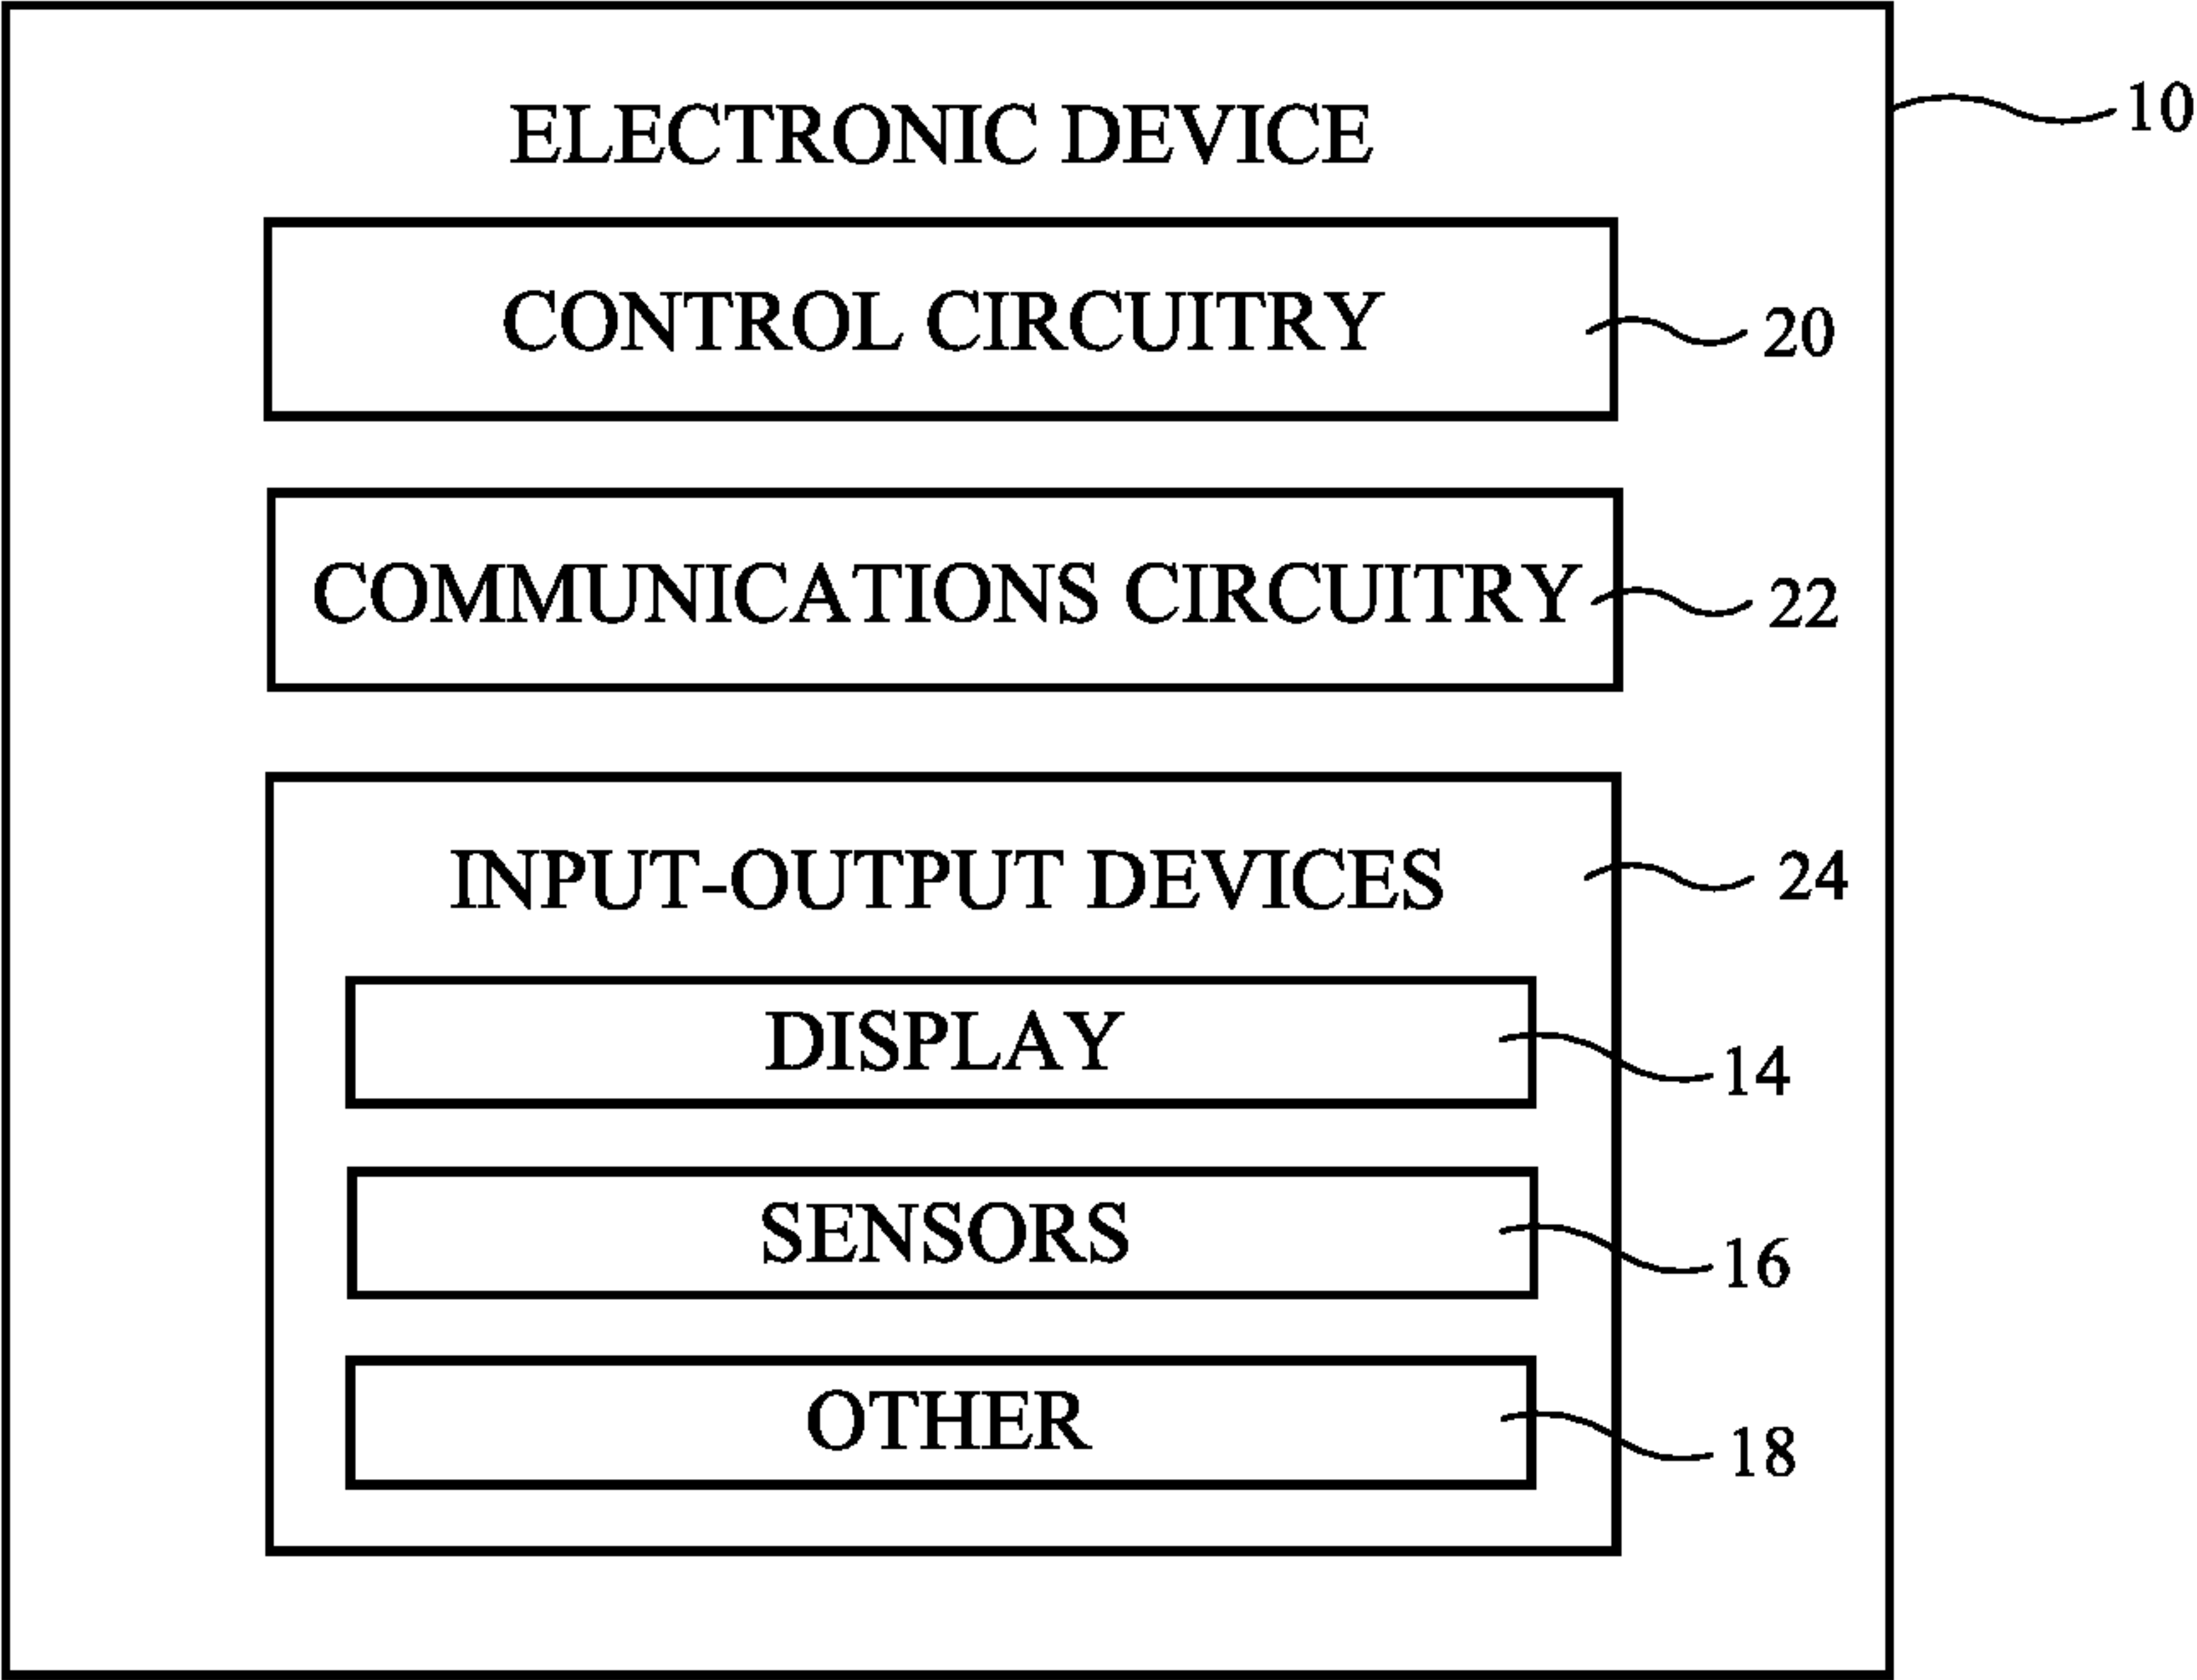 ELECTRONIC DEVICE
10
CONTROL CIRCUITRY
20
COMMUNICATIONS CIRCUITRY
22
INPUT-OUTPUT DEVICES
24
DISPLAY
14
SENSORS
16
OTHER
18